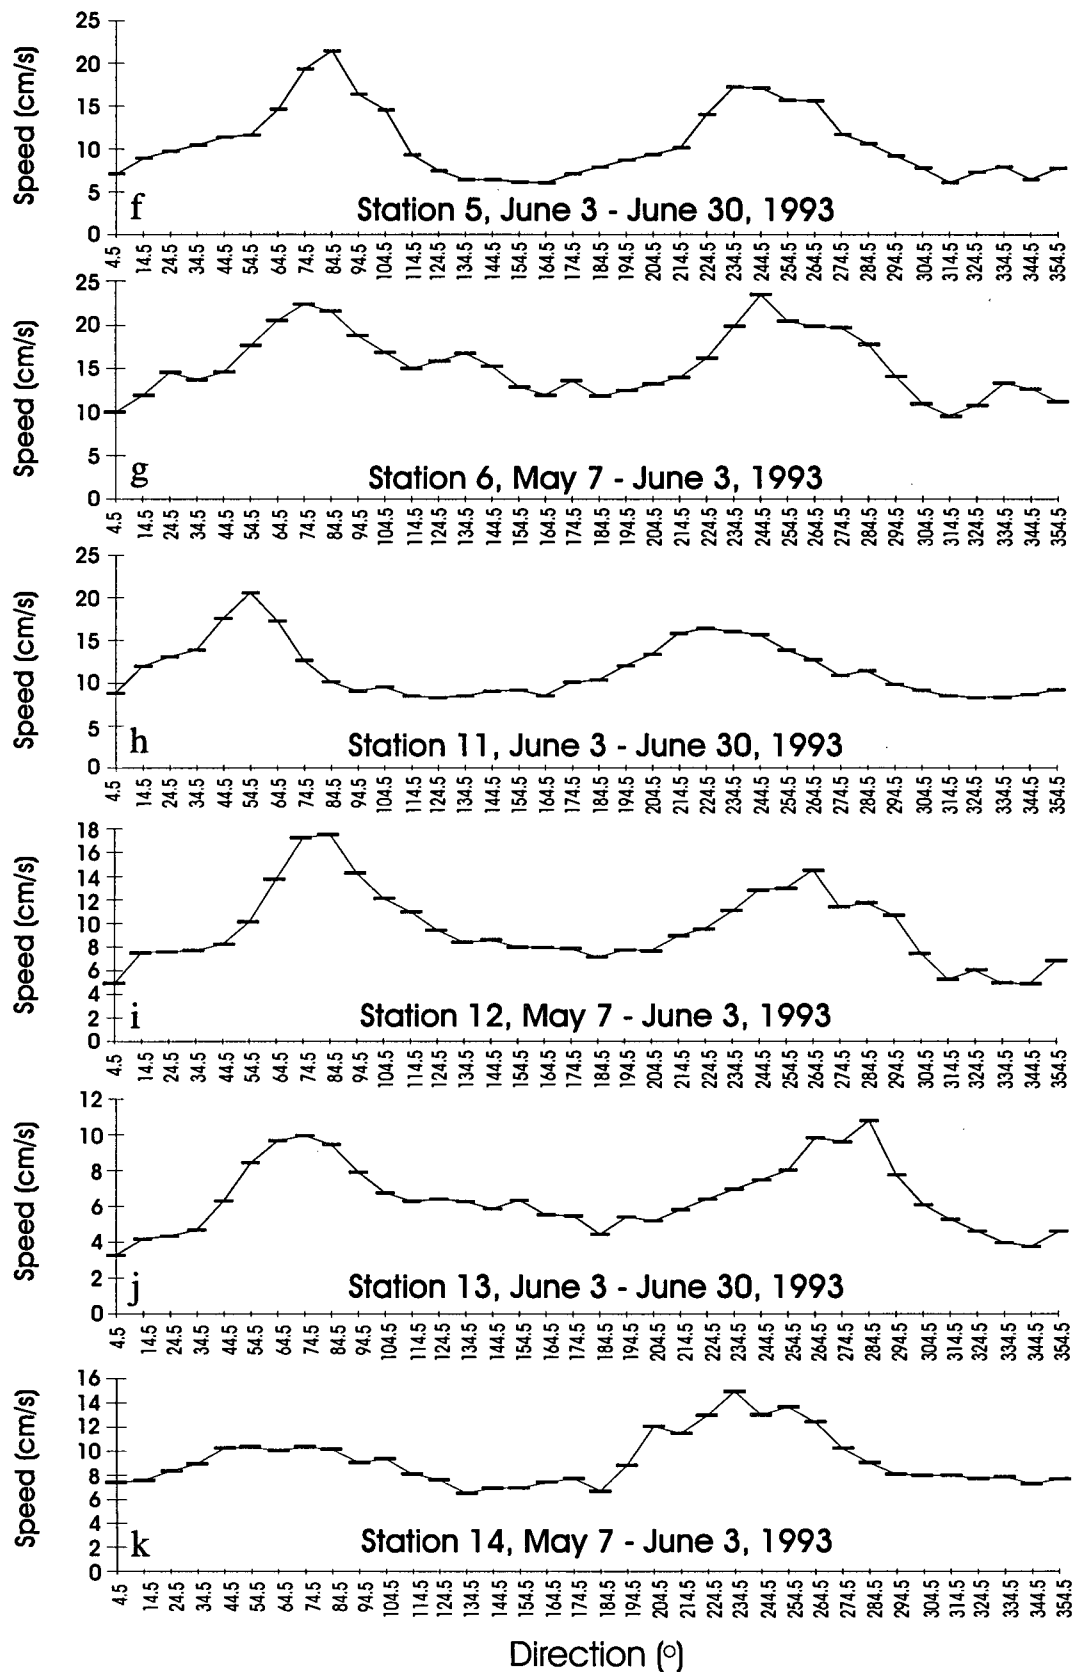 25
20
15
10
5
0
Speed (cm/s)
f
Station 5, June 3 - June 30, 1993
4.5 14.5 24.5 34.5 44.5 54.5 64.5 74.5 84.5 94.5 104.5 114.5 124.5 134.5 144.5 154.5 164.5 174.5 184.5 194.5 204.5 214.5 224.5 234.5 244.5 254.5 264.5 274.5 284.5 294.5 304.5 314.5 324.5 334.5 344.5 354.5
25
20
15
10
5
0
Speed (cm/s)
g
Station 6, May 7 - June 3, 1993
4.5 14.5 24.5 34.5 44.5 54.5 64.5 74.5 84.5 94.5 104.5 114.5 124.5 134.5 144.5 154.5 164.5 174.5 184.5 194.5 204.5 214.5 224.5 234.5 244.5 254.5 264.5 274.5 284.5 294.5 304.5 314.5 324.5 334.5 344.5 354.5
25
20
15
10
5
0
Speed (cm/s)
h
Station 11, June 3 - June 30, 1993
4.5 14.5 24.5 34.5 44.5 54.5 64.5 74.5 84.5 94.5 104.5 114.5 124.5 134.5 144.5 154.5 164.5 174.5 184.5 194.5 204.5 214.5 224.5 234.5 244.5 254.5 264.5 274.5 284.5 294.5 304.5 314.5 324.5 334.5 344.5 354.5
18
16
14
12
10
8
6
4
2
0
Speed (cm/s)
i
Station 12, May 7 - June 3, 1993
4.5 14.5 24.5 34.5 44.5 54.5 64.5 74.5 84.5 94.5 104.5 114.5 124.5 134.5 144.5 154.5 164.5 174.5 184.5 194.5 204.5 214.5 224.5 234.5 244.5 254.5 264.5 274.5 284.5 294.5 304.5 314.5 324.5 334.5 344.5 354.5
12
10
8
6
4
2
0
Speed (cm/s)
j
Station 13, June 3 - June 30, 1993
4.5 14.5 24.5 34.5 44.5 54.5 64.5 74.5 84.5 94.5 104.5 114.5 124.5 134.5 144.5 154.5 164.5 174.5 184.5 194.5 204.5 214.5 224.5 234.5 244.5 254.5 264.5 274.5 284.5 294.5 304.5 314.5 324.5 334.5 344.5 354.5
16
14
12
10
8
6
4
2
0
Speed (cm/s)
k
Station 14, May 7 - June 3, 1993
4.5 14.5 24.5 34.5 44.5 54.5 64.5 74.5 84.5 94.5 104.5 114.5 124.5 134.5 144.5 154.5 164.5 174.5 184.5 194.5 204.5 214.5 224.5 234.5 244.5 254.5 264.5 274.5 284.5 294.5 304.5 314.5 324.5 334.5 344.5 354.5
Direction (°)